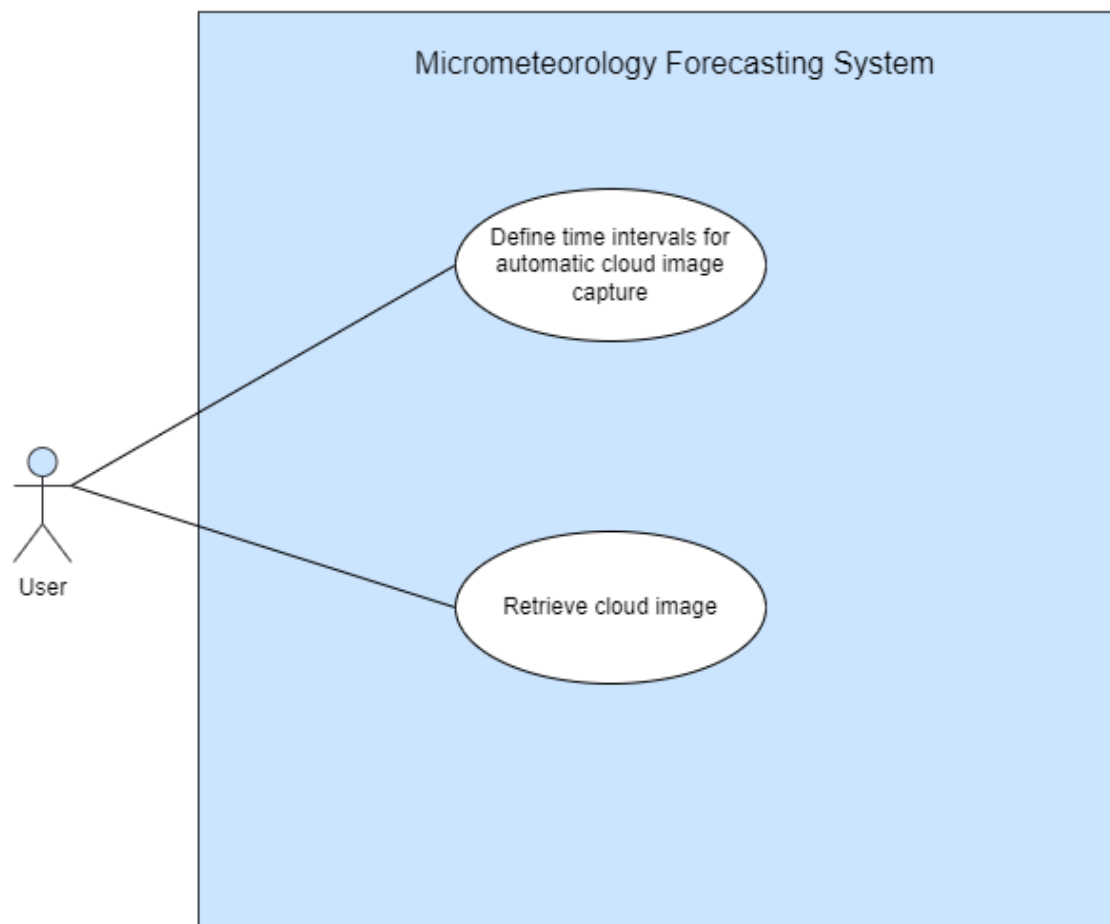 Micrometeorology Forecasting System
Define time intervals for
automatic cloud image
capture
User
Retrieve cloud image